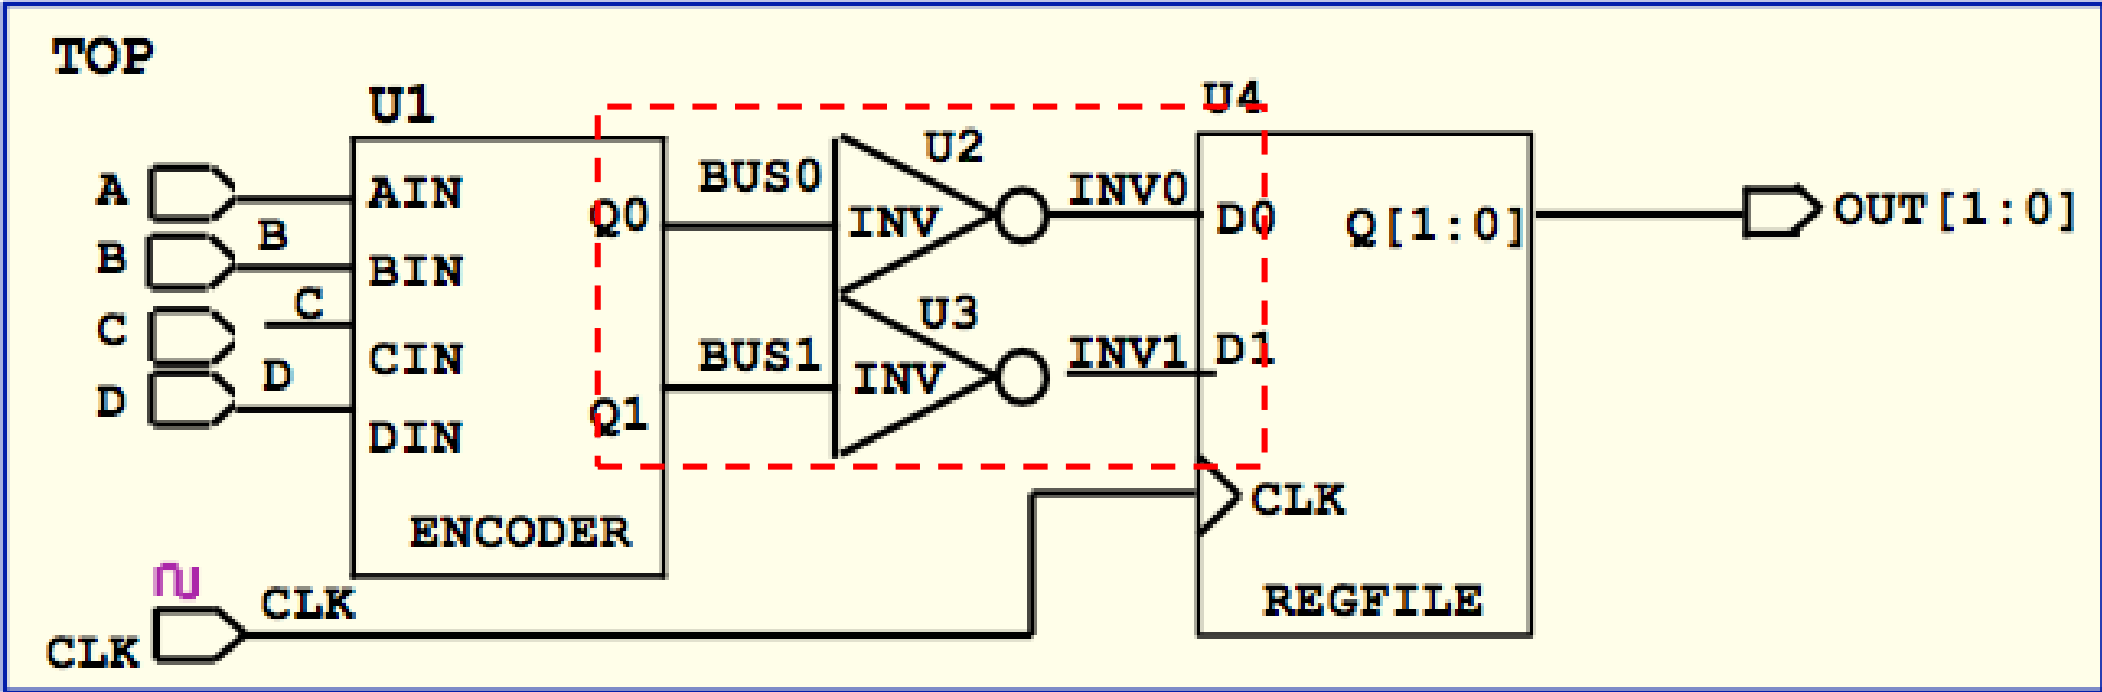 TOP
U1
U4
U2
BUS0
INV0
A
AIN
Q0
INV
D0
Q[1:0]
OUT[1:0]
B
B
BIN
C
C
CIN
U3
BUS1
INV
INV1
D1
D
D
DIN
Q1
CLK
ENCODER
REGFILE
CLK
CLK